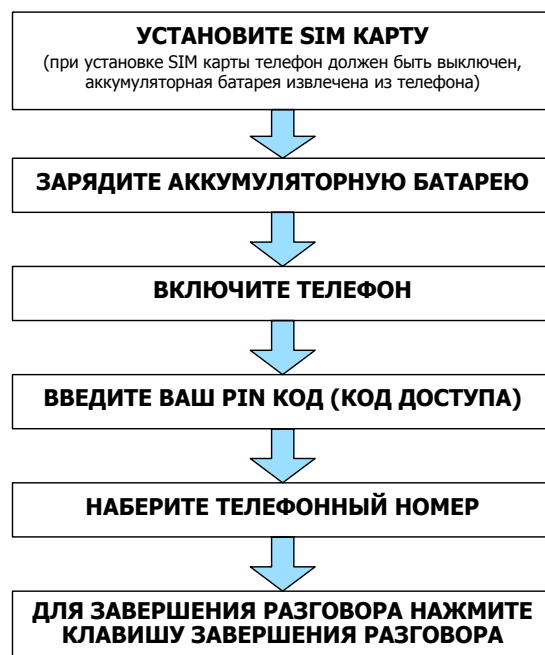 УСТАНОВИТЕ SIM КАРТУ
(при установке SIM карты телефон должен быть выключен,
аккумуляторная батарея извлечена из телефона)
ЗАРЯДИТЕ АККУМУЛЯТОРНУЮ БАТАРЕЮ
ВКЛЮЧИТЕ ТЕЛЕФОН
ВВЕДИТЕ ВАШ PIN КОД (КОД ДОСТУПА)
НАБЕРИТЕ ТЕЛЕФОННЫЙ НОМЕР
ДЛЯ ЗАВЕРШЕНИЯ РАЗГОВОРА НАЖМИТЕ
КЛАВИШУ ЗАВЕРШЕНИЯ РАЗГОВОРА